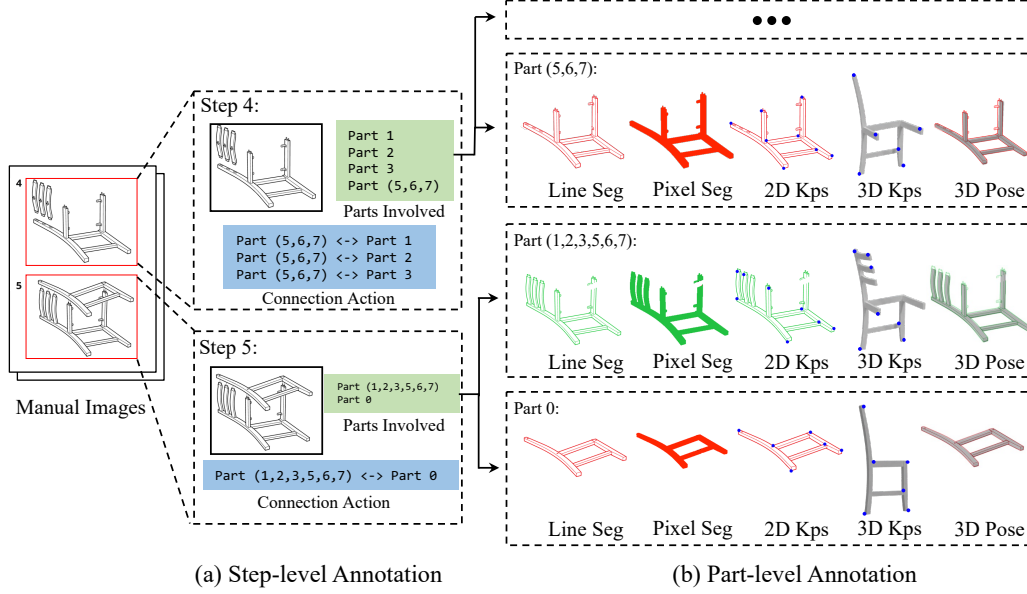 4
5
Manual Images
Step 4:
Part 1
Part 2
Part 3
Part (5,6,7)
Parts Involved
Part (5,6,7) <-> Part 1
Part (5,6,7) <-> Part 2
Part (5,6,7) <-> Part 3
Connection Action
Step 5:
Part (1,2,3,5,6,7)
Part 0
Parts Involved
Part (1,2,3,5,6,7) <-> Part 0
Connection Action
(a) Step-level Annotation
•••
Part (5,6,7):
Line Seg Pixel Seg 2D Kps 3D Kps 3D Pose
Part (1,2,3,5,6,7):
Line Seg Pixel Seg 2D Kps 3D Kps 3D Pose
Part 0:
Line Seg Pixel Seg 2D Kps 3D Kps 3D Pose
(b) Part-level Annotation